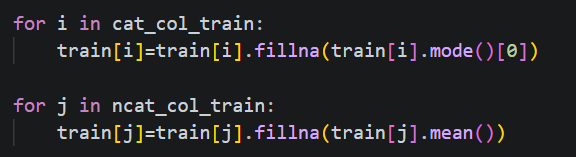 for i in cat_col_train:
    train[i]=train[i].fillna(train[i].mode()[0])
for j in ncat_col_train:
    train[j]=train[j].fillna(train[j].mean())